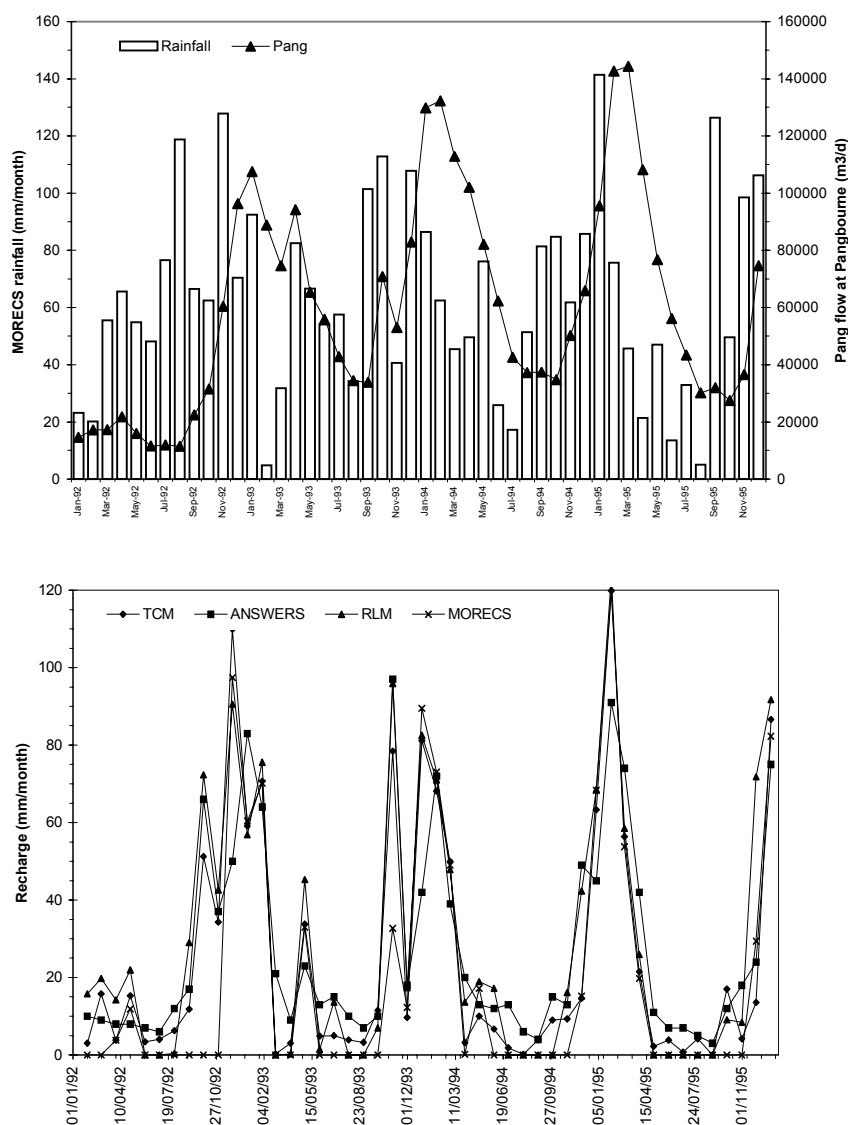 160
140
120
100
80
60
40
20
0
MORECS rainfall (mm/month)
Rainfall
Pang
160000
140000
120000
100000
80000
60000
40000
20000
0
Pang flow at Pangbourne (m3/d)
Jan-92
Mar-92
May-92
Jul-92
Sep-92
Nov-92
Jan-93
Mar-93
May-93
Jul-93
Sep-93
Nov-93
Jan-94
Mar-94
May-94
Jul-94
Sep-94
Nov-94
Jan-95
Mar-95
May-95
Jul-95
Sep-95
Nov-95
120
100
80
60
40
20
0
Recharge (mm/month)
TCM
ANSWERS
RLM
MORECS
01/01/92
10/04/92
19/07/92
27/10/92
04/02/93
15/05/93
23/08/93
01/12/93
11/03/94
19/06/94
27/09/94
05/01/95
15/04/95
24/07/95
01/11/95